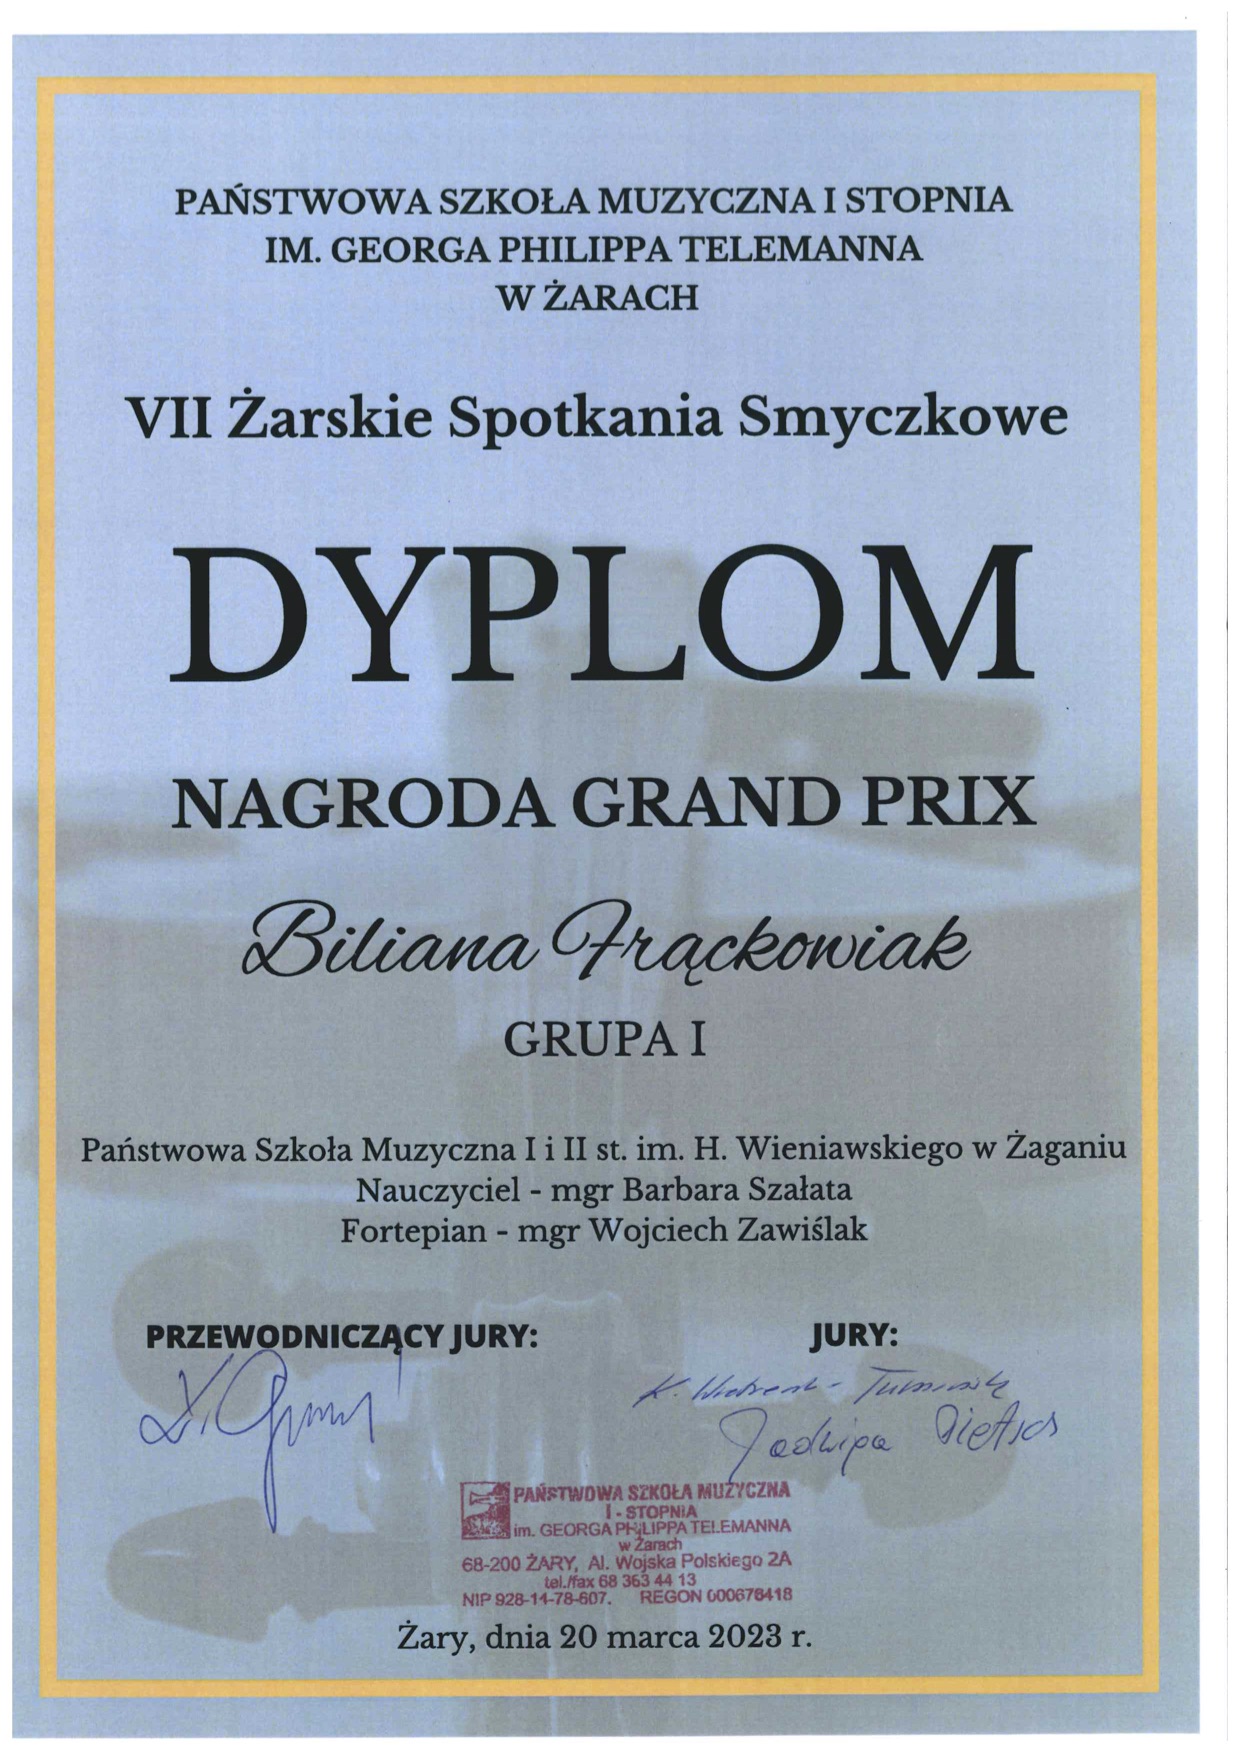 PAŃSTWOWA SZKOŁA MUZYCZNA I STOPNIA
IM. GEORGA PHILIPPA TELEMANNA
W ŻARACH
VII Żarskie Spotkania Smyczkowe
DYPLOM
NAGRODA GRAND PRIX
Biliana Frąckowiak
GRUPA I
Państwowa Szkoła Muzyczna I i II st. im. H. Wieniawskiego w Żaganiu
Nauczyciel - mgr Barbara Szałata
Fortepian - mgr Wojciech Zawiślak
PRZEWODNICZĄCY JURY:
JURY:
K.
Jadwiga
PAŃSTWOWA SZKOŁA MUZYCZNA
I - STOPNIA
im. GEORGA PHILIPPA TELEMANNA
w Żarach
68-200 ŻARY, Al. Wojska Polskiego 2A
tel./fax 68 363 44 13
NIP 928-14-78-607. REGON 000678418
Żary, dnia 20 marca 2023 r.